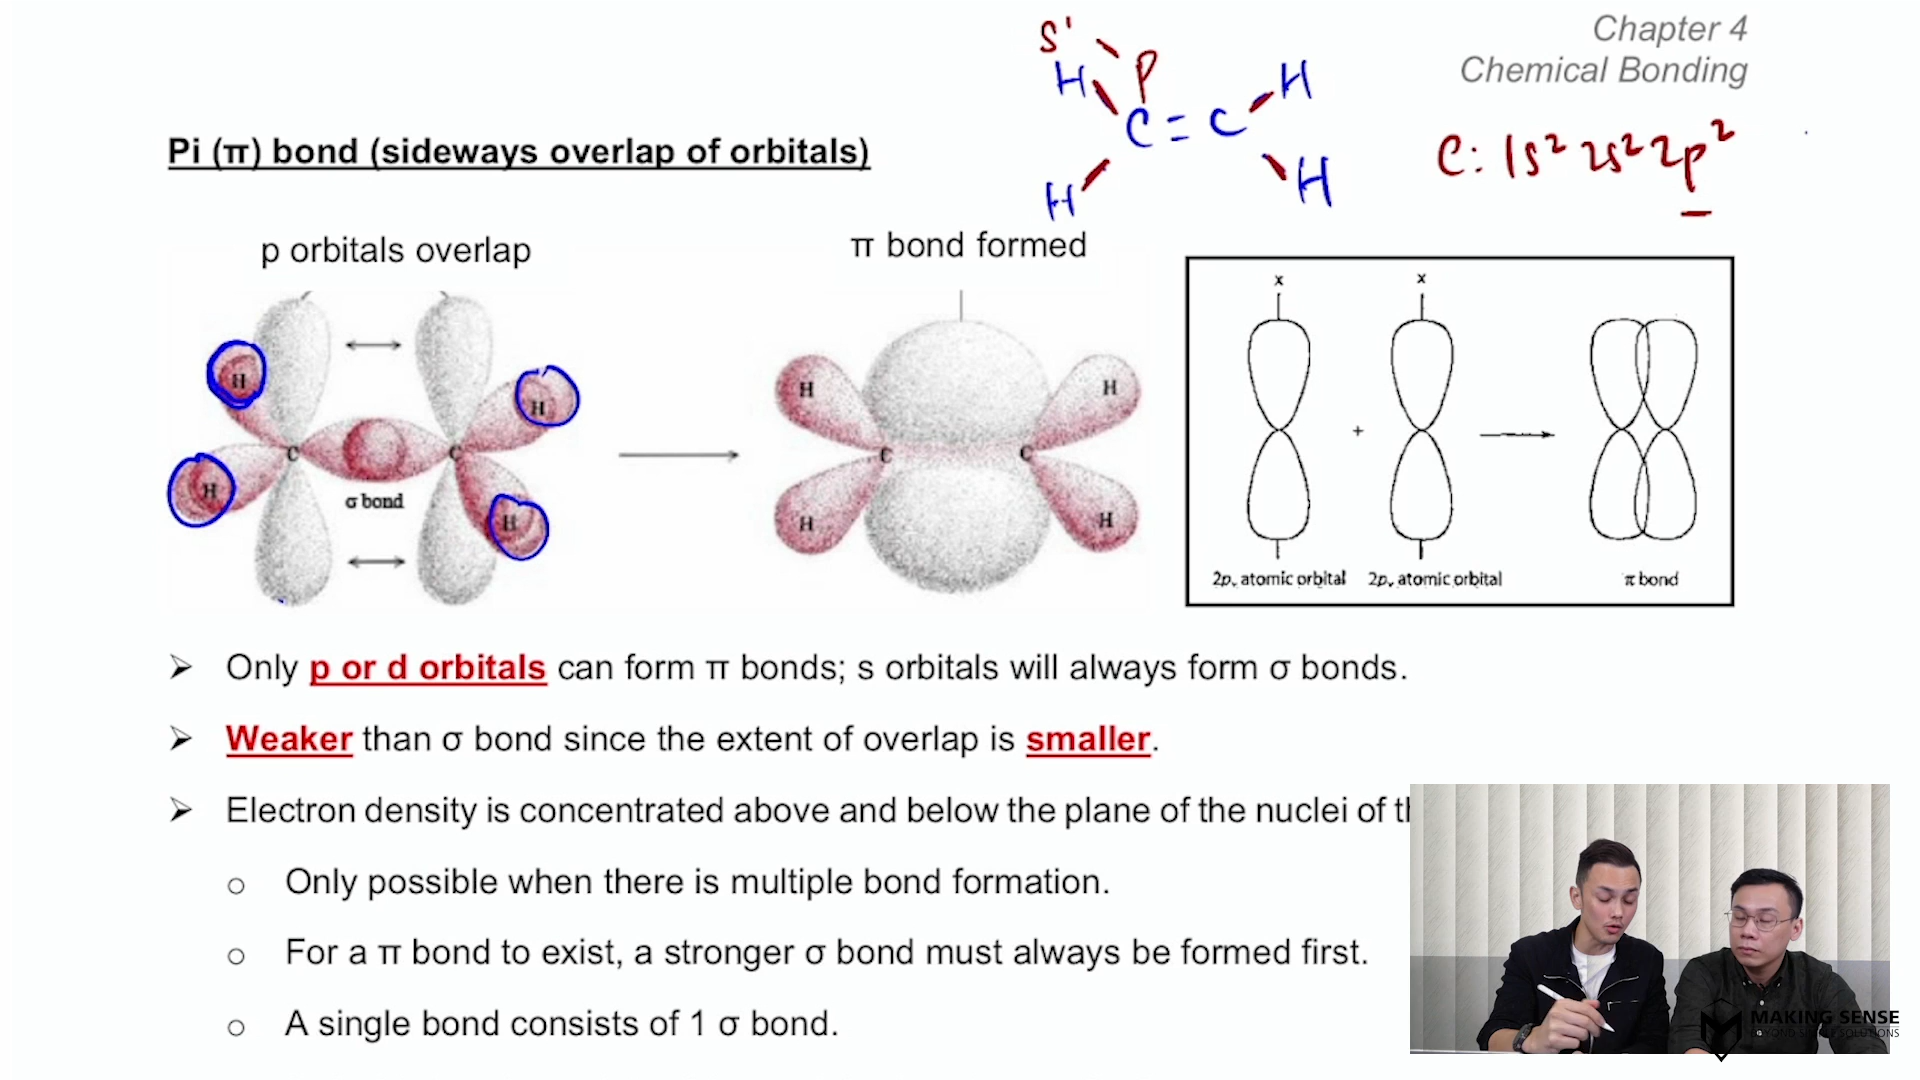 Chapter 4
Chemical Bonding
s¹
H P H
C = C
H H
C: 1s² 2s² 2p²
Pi (π) bond (sideways overlap of orbitals)
p orbitals overlap
π bond formed
H
H
H
H
C
C
σ bond
H
H
H
H
C
C
x
x
+
2pₓ atomic orbital
2pₓ atomic orbital
π bond
➢ Only p or d orbitals can form π bonds; s orbitals will always form σ bonds.
➢ Weaker than σ bond since the extent of overlap is smaller.
➢ Electron density is concentrated above and below the plane of the nuclei of
o Only possible when there is multiple bond formation.
o For a π bond to exist, a stronger σ bond must always be formed first.
o A single bond consists of 1 σ bond.
MAKING SENSE